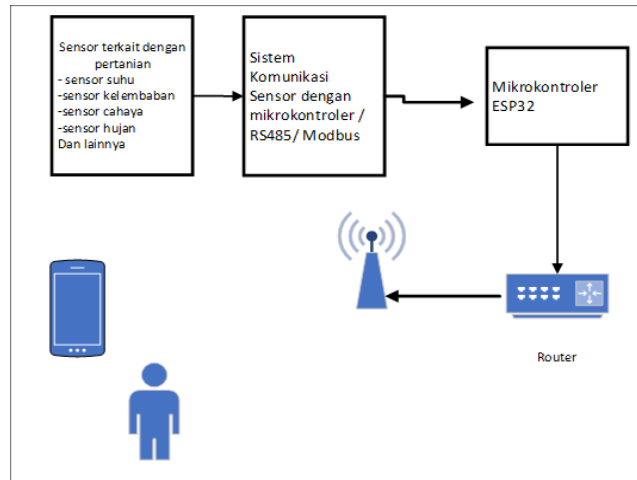 Sensor terkait dengan
pertanian
- sensor suhu
-sensor kelembaban
-sensor cahaya
-sensor hujan
Dan lainnya
Sistem
Komunikasi
Sensor dengan
mikrokontroler /
RS485/ Modbus
Mikrokontroler
ESP32
Router